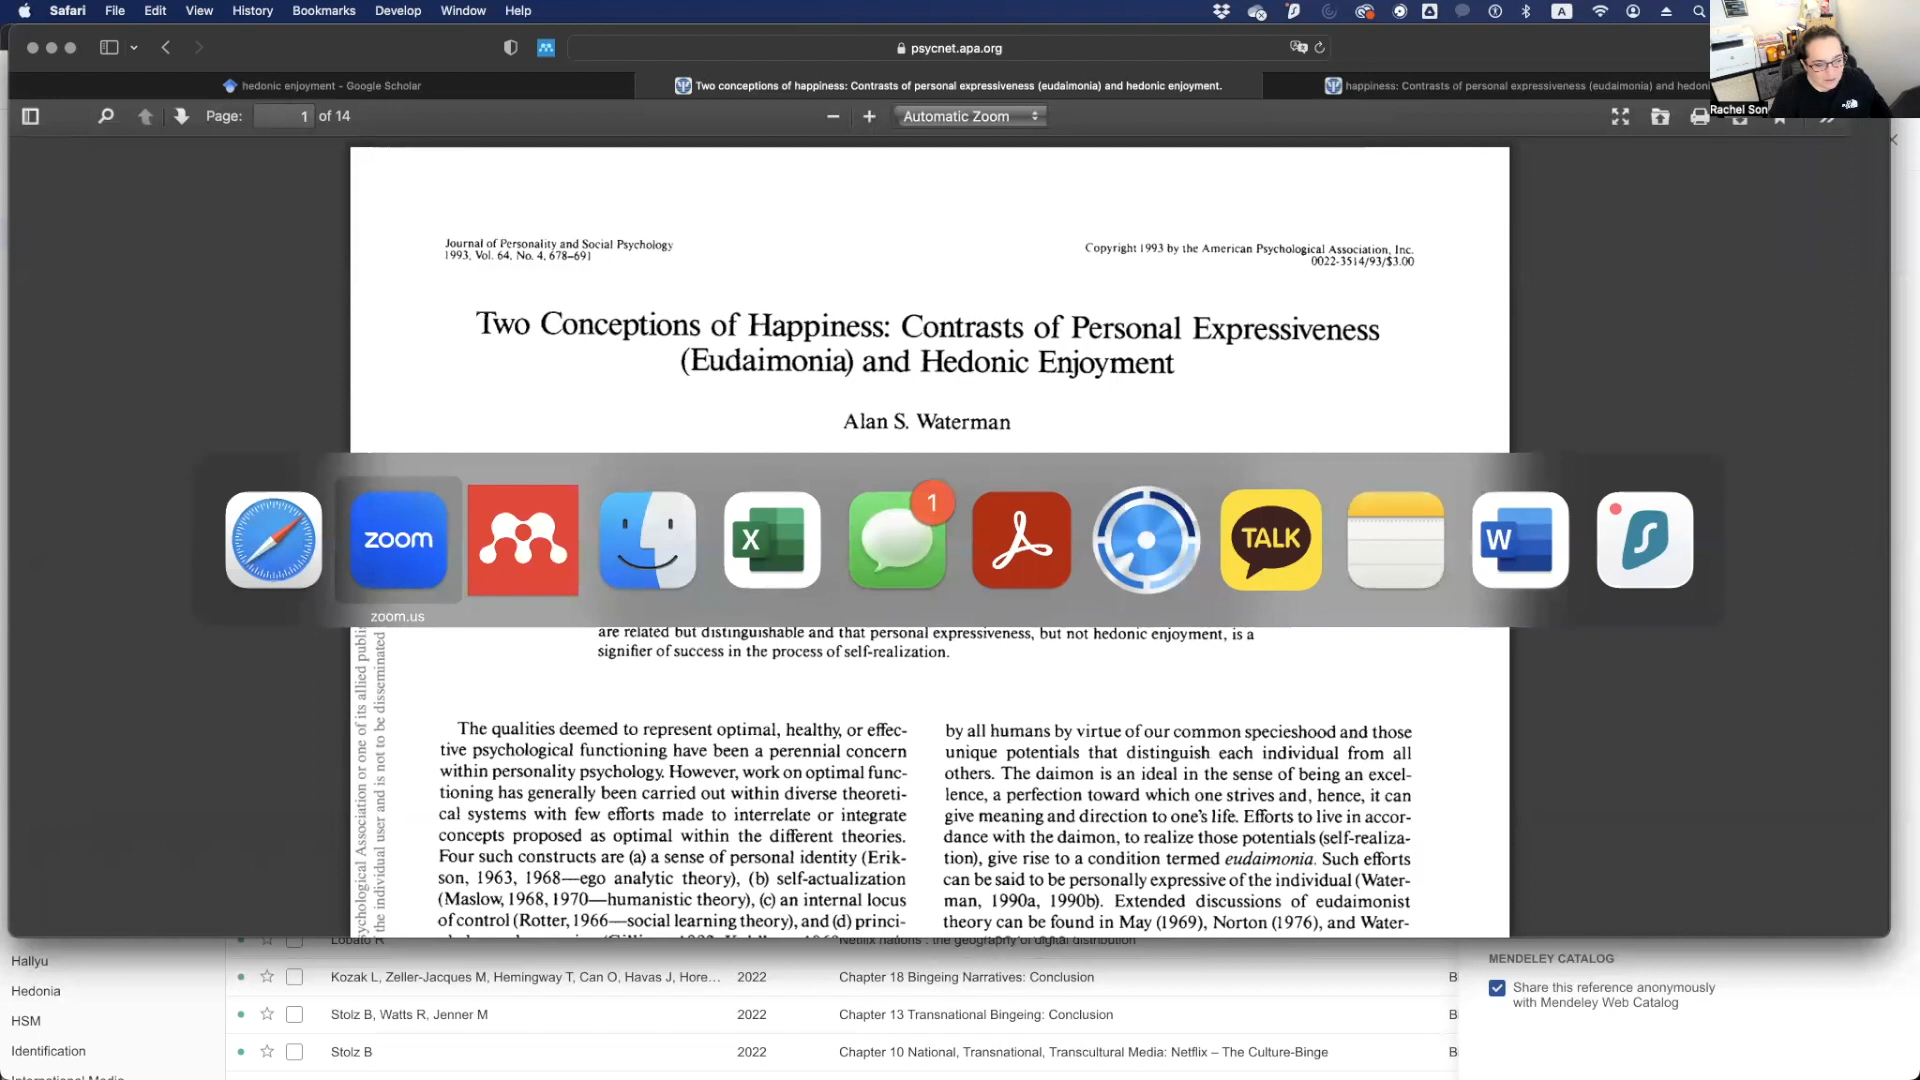 Safari File Edit View History Bookmarks Develop Window Help
A
psycnet.apa.org
hedonic enjoyment – Google Scholar
Two conceptions of happiness: Contrasts of personal expressiveness (eudaimonia) and hedonic enjoyment.
happiness: Contrasts of personal expressiveness (eudaimonia) and hedoni
Rachel Son
Page: 1 of 14
Automatic Zoom
Journal of Personality and Social Psychology
1993, Vol. 64, No. 4, 678–691
Copyright 1993 by the American Psychological Association, Inc.
0022-3514/93/$3.00
Two Conceptions of Happiness: Contrasts of Personal Expressiveness
(Eudaimonia) and Hedonic Enjoyment
Alan S. Waterman
zoom
X
1
TALK
W
S
zoom.us
are related but distinguishable and that personal expressiveness, but not hedonic enjoyment, is a
signifier of success in the process of self-realization.
ychological Association or one of its allied publis
the individual user and is not to be disseminated
The qualities deemed to represent optimal, healthy, or effec-
tive psychological functioning have been a perennial concern
within personality psychology. However, work on optimal func-
tioning has generally been carried out within diverse theoreti-
cal systems with few efforts made to interrelate or integrate
concepts proposed as optimal within the different theories.
Four such constructs are (a) a sense of personal identity (Erik-
son, 1963, 1968—ego analytic theory), (b) self-actualization
(Maslow, 1968, 1970—humanistic theory), (c) an internal locus
of control (Rotter, 1966—social learning theory), and (d) princi-
by all humans by virtue of our common specieshood and those
unique potentials that distinguish each individual from all
others. The daimon is an ideal in the sense of being an excel-
lence, a perfection toward which one strives and, hence, it can
give meaning and direction to one's life. Efforts to live in accor-
dance with the daimon, to realize those potentials (self-realiza-
tion), give rise to a condition termed eudaimonia. Such efforts
can be said to be personally expressive of the individual (Water-
man, 1990a, 1990b). Extended discussions of eudaimonist
theory can be found in May (1969), Norton (1976), and Water-
Lobato R
Netflix nations : the geography of digital distribution
Hallyu
Hedonia
HSM
Identification
International Media
Kozak L, Zeller-Jacques M, Hemingway T, Can O, Havas J, Hore... 2022 Chapter 18 Bingeing Narratives: Conclusion B
Stolz B, Watts R, Jenner M 2022 Chapter 13 Transnational Bingeing: Conclusion B
Stolz B 2022 Chapter 10 National, Transnational, Transcultural Media: Netflix – The Culture-Binge B
MENDELEY CATALOG
Share this reference anonymously
with Mendeley Web Catalog